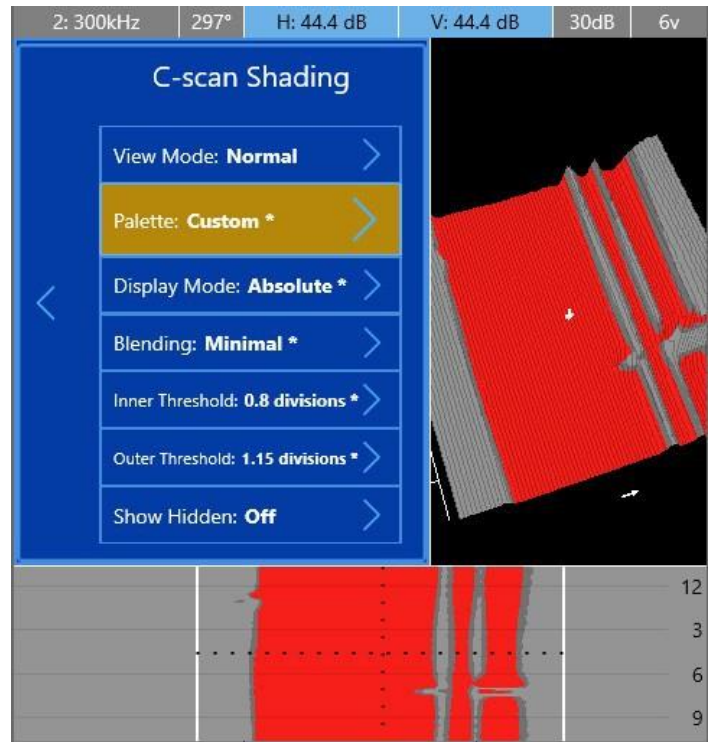 2: 300kHz 297° H: 44.4 dB V: 44.4 dB 30dB 6v
C-scan Shading
View Mode: Normal
Palette: Custom *
Display Mode: Absolute *
Blending: Minimal *
Inner Threshold: 0.8 divisions *
Outer Threshold: 1.15 divisions *
Show Hidden: Off
12
3
6
9